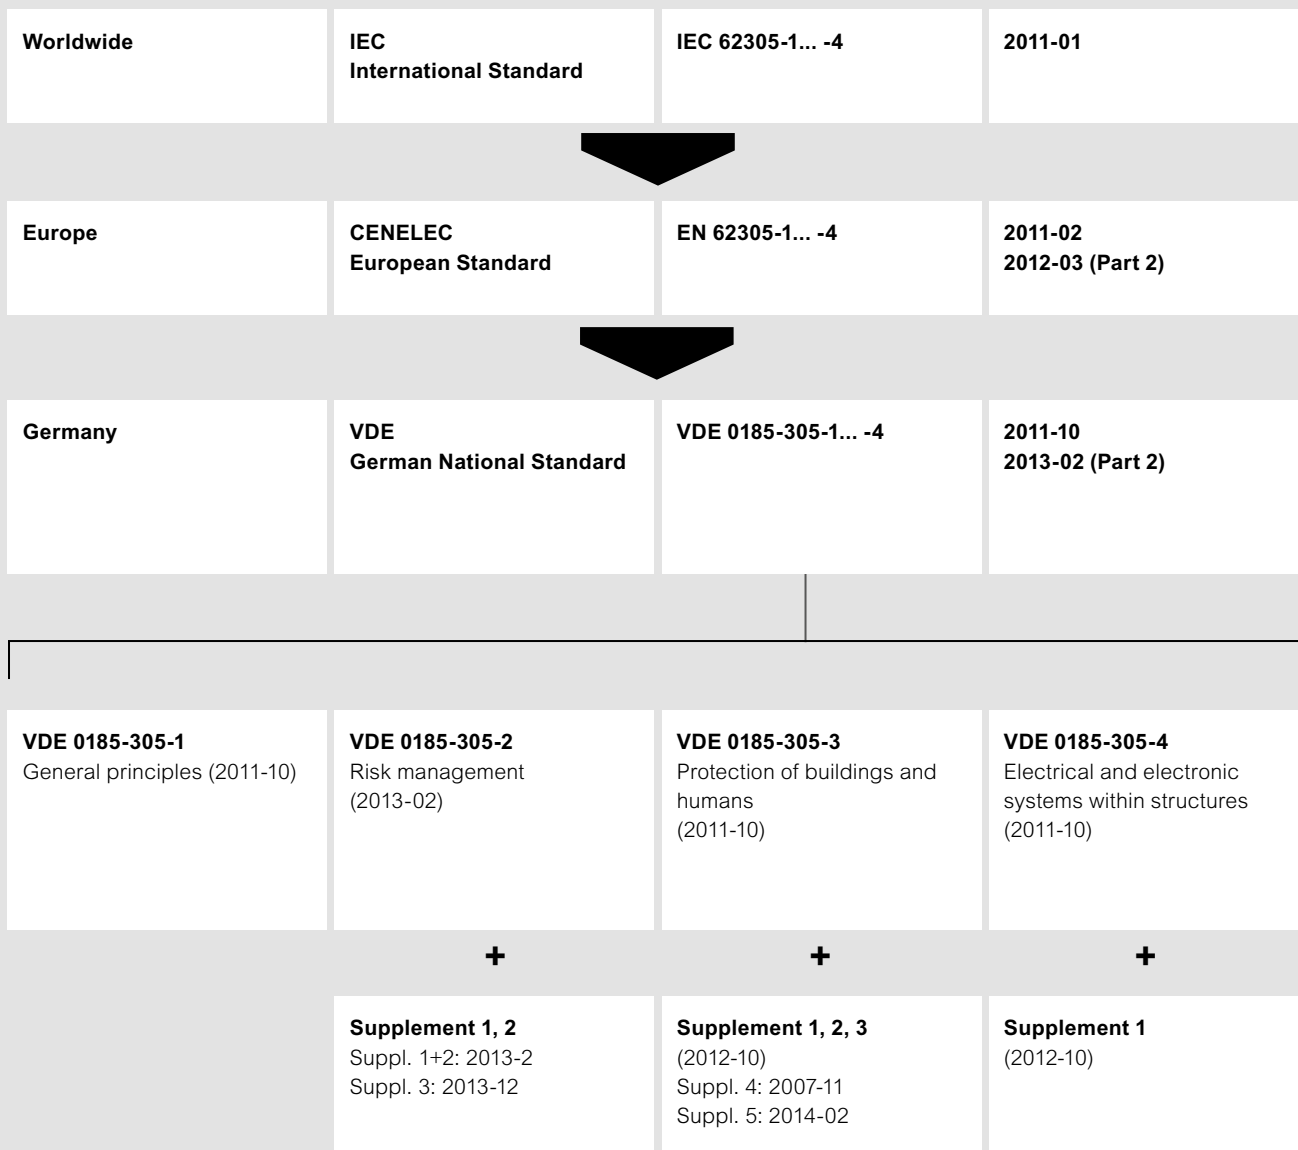 Worldwide
IEC
International Standard
IEC 62305-1... -4
2011-01
Europe
CENELEC
European Standard
EN 62305-1... -4
2011-02
2012-03 (Part 2)
Germany
VDE
German National Standard
VDE 0185-305-1... -4
2011-10
2013-02 (Part 2)
VDE 0185-305-1
General principles (2011-10)
VDE 0185-305-2
Risk management
(2013-02)
VDE 0185-305-3
Protection of buildings and
humans
(2011-10)
VDE 0185-305-4
Electrical and electronic
systems within structures
(2011-10)
+
+
+
Supplement 1, 2
Suppl. 1+2: 2013-2
Suppl. 3: 2013-12
Supplement 1, 2, 3
(2012-10)
Suppl. 4: 2007-11
Suppl. 5: 2014-02
Supplement 1
(2012-10)